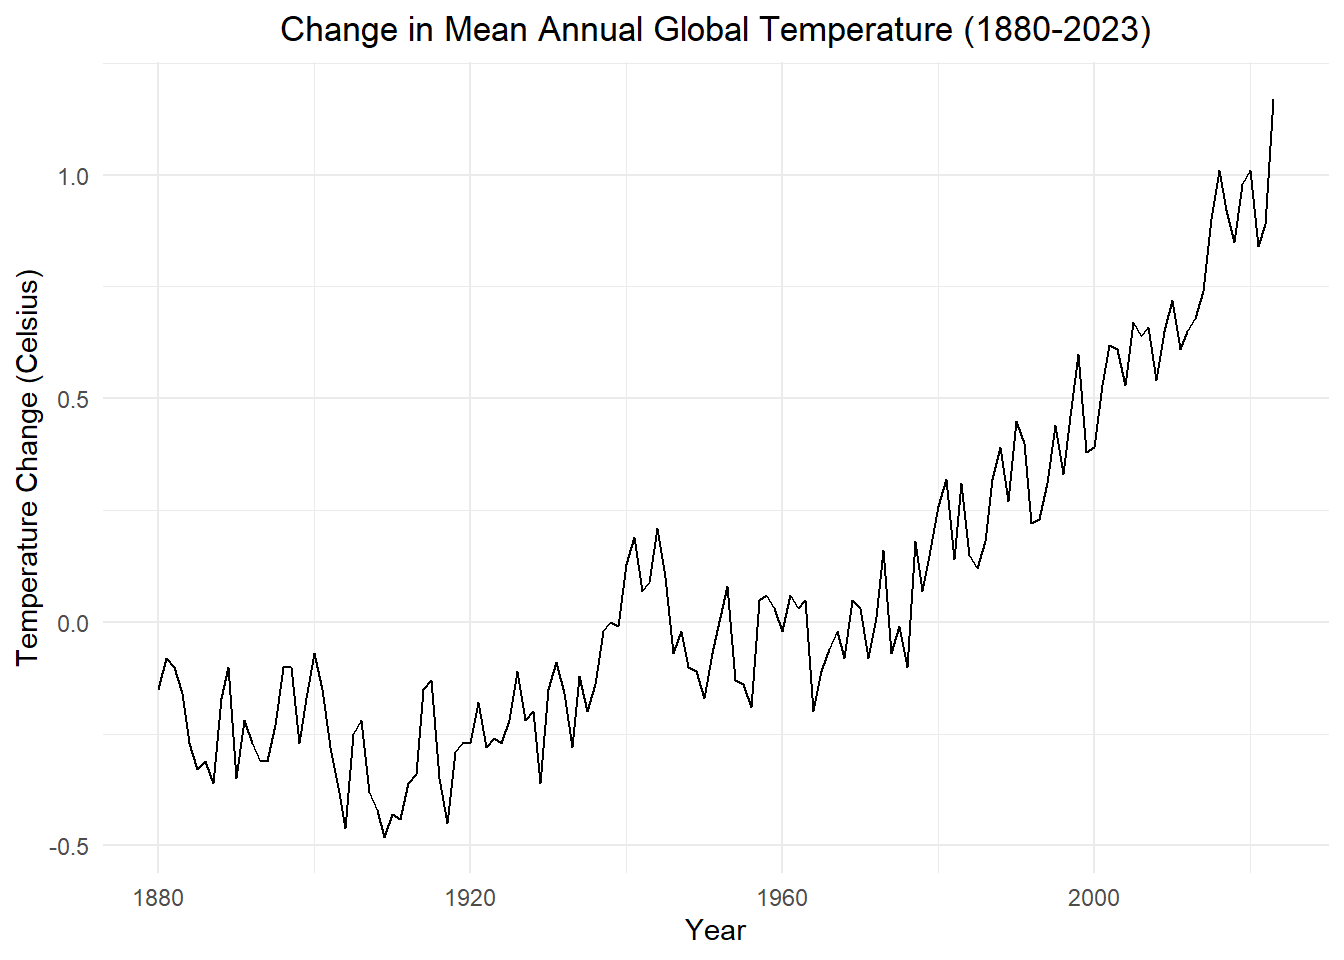 Change in Mean Annual Global Temperature (1880-2023)
Temperature Change (Celsius)
1.0
0.5
0.0
-0.5
1880 1920 1960 2000
Year